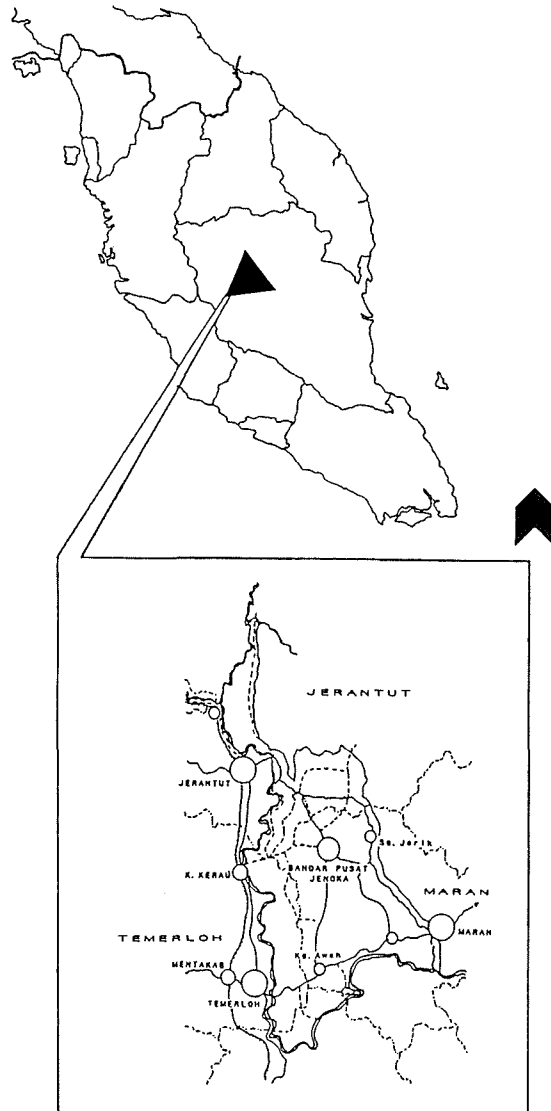 JERANTUT
JERANTUT
Sg. Jerik
BANDAR PUSAT
JENGKA
K. KERAU
MARAN
MARAN
TEMERLOH
Kg. Awah
MENTAKAB
TEMERLOH